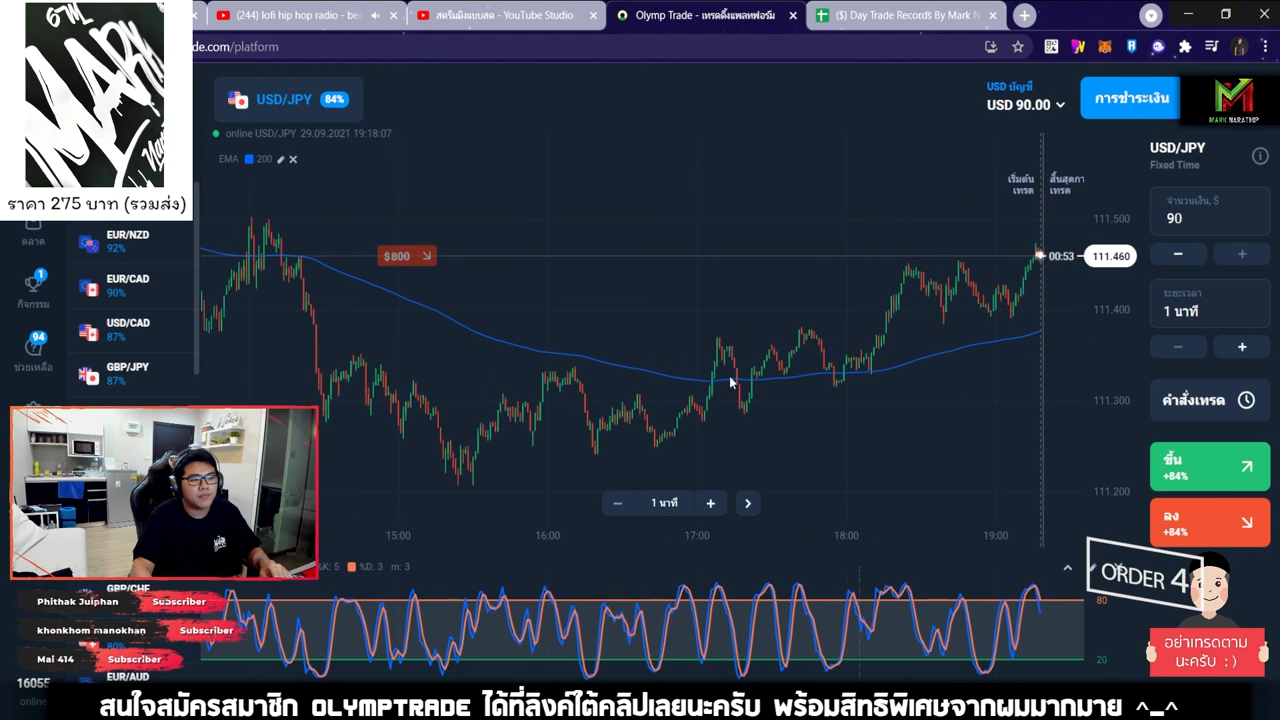 (244) lofi hip hop radio - bea
สตรีมมิงแบบสด - YouTube Studio
Olymp Trade - เทรดดิ้งแพลทฟอร์ม
($) Day Trade Records By Mark N
de.com/platform
MARK
ราคา 275 บาท (รวมส่ง)
USD/JPY 84%
USD บัญชี
USD 90.00
การชำระเงิน
MARK NARATHIP
online USD/JPY 29.09.2021 19:18:07
EMA 200
เริ่มต้น
เทรด
สิ้นสุดกา
เทรด
USD/JPY
Fixed Time
จำนวนเงิน, $
90
ตลาด
EUR/NZD
92%
1
กิจกรรม
EUR/CAD
90%
USD/CAD
87%
94
ช่วยเหลือ
GBP/JPY
87%
$800
00:53
111.460
111.500
111.400
111.300
111.200
ระยะเวลา
1 นาที
คำสั่งเทรด
ขึ้น
+84%
ลง
+84%
1 นาที
15:00
16:00
17:00
18:00
19:00
%K: 5 %D: 3 m: 3
80
20
ORDER 4
อย่าเทรดตาม
นะครับ : )
GBP/CHF
Phithak Juiphan Subscriber
khonkhom manokhan Subscriber
80%
Mai 414 Subscriber
EUR/AUD
16055
online
สนใจสมัครสมาชิก OLYMPTRADE ได้ที่ลิงค์ใต้คลิปเลยนะครับ พร้อมสิทธิพิเศษจากผมมากมาย ^_^